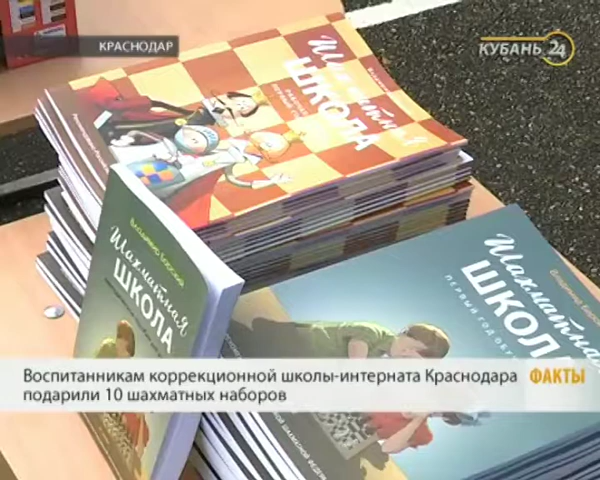 КРАСНОДАР
КУБАНЬ 24
Шахматная
ШКОЛА
Шахматная
ШКОЛА
Владимир Барский
Шахматная
ШКОЛА
ПЕРВЫЙ ГОД
Воспитанникам коррекционной школы-интерната Краснодара
подарили 10 шахматных наборов
ФАКТЫ